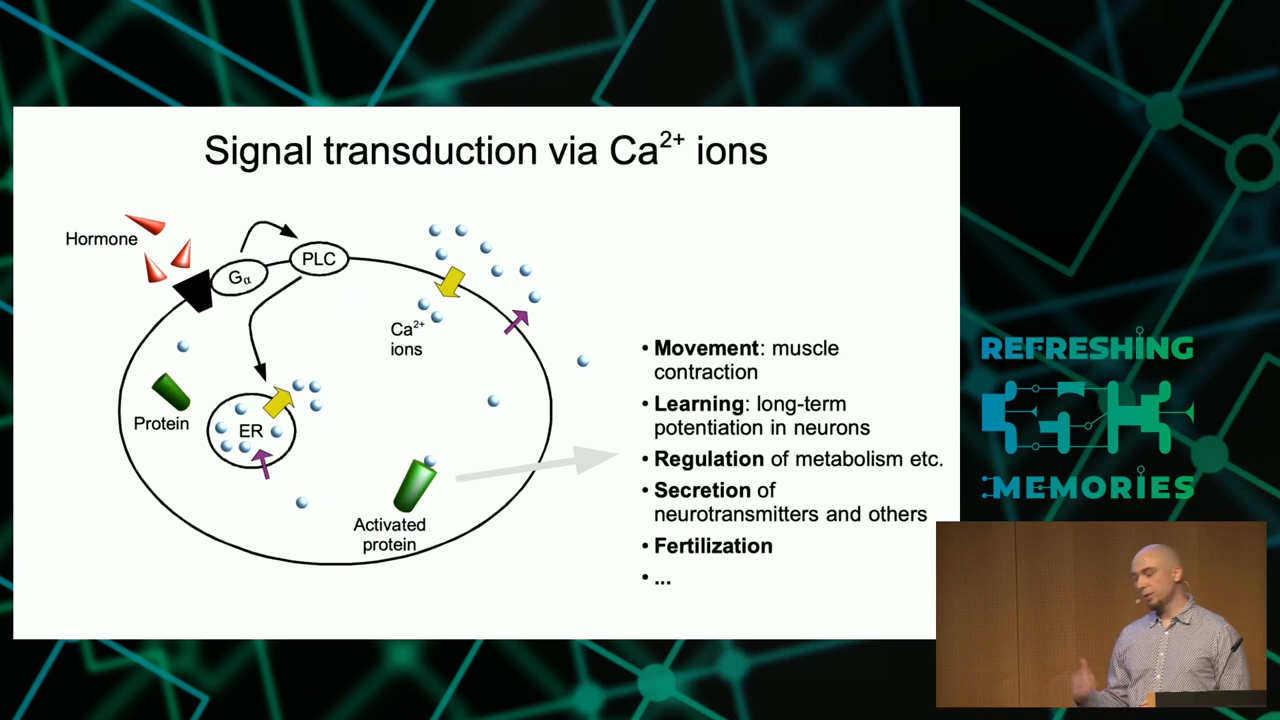 Signal transduction via Ca²⁺ ions
Hormone
Gα
PLC
Ca²⁺
ions
Protein
ER
Activated
protein
• Movement: muscle
contraction
• Learning: long-term
potentiation in neurons
• Regulation of metabolism etc.
• Secretion of
neurotransmitters and others
• Fertilization
• ...
REFRESHING
MEMORIES